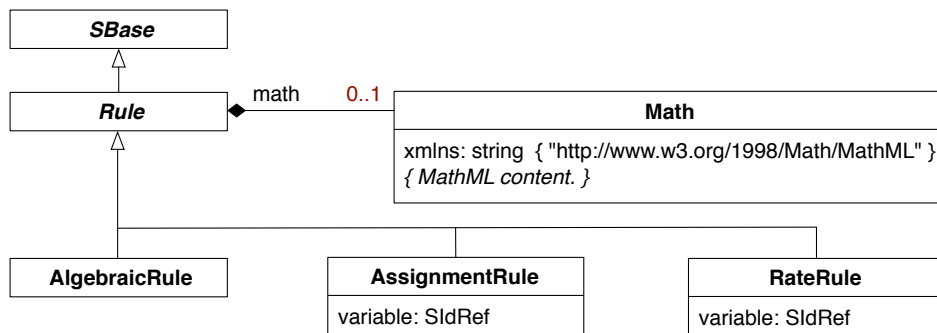 SBase
Rule
math 0..1
Math
xmlns: string { "http://www.w3.org/1998/Math/MathML" }
{ MathML content. }
AlgebraicRule
AssignmentRule
variable: SIdRef
RateRule
variable: SIdRef